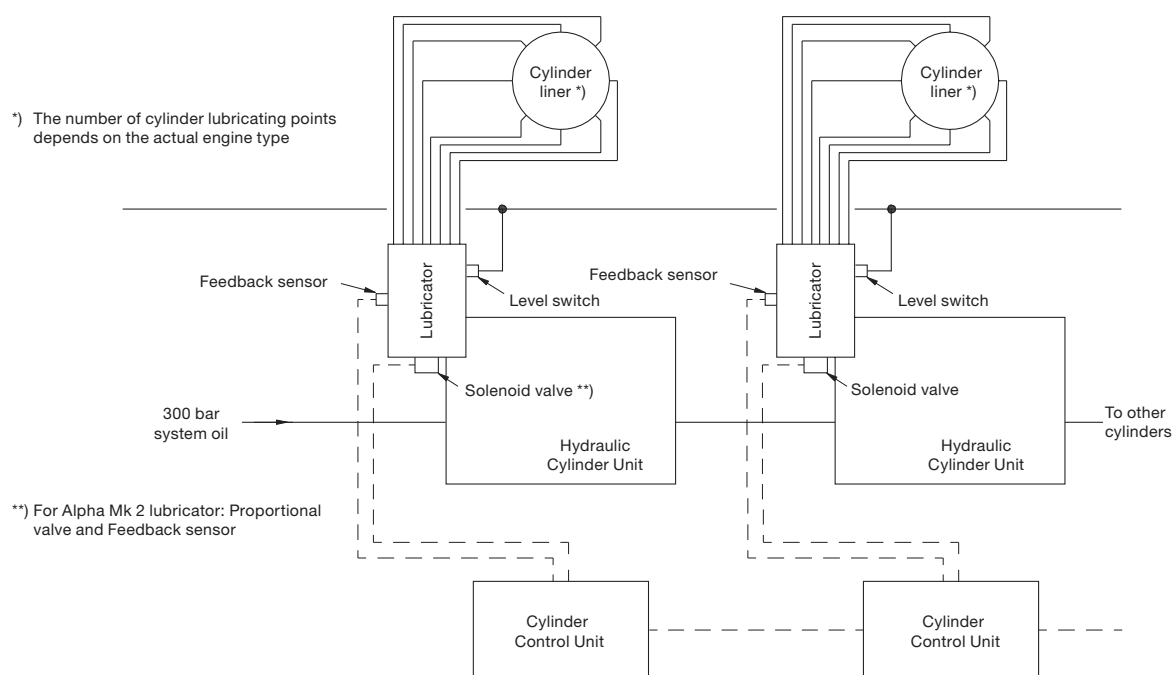 Cylinder
liner *)
Cylinder
liner *)
*) The number of cylinder lubricating points
depends on the actual engine type
Feedback sensor
Lubricator
Level switch
Feedback sensor
Lubricator
Level switch
Solenoid valve **)
Solenoid valve
300 bar
system oil
Hydraulic
Cylinder Unit
Hydraulic
Cylinder Unit
To other
cylinders
**) For Alpha Mk 2 lubricator: Proportional
valve and Feedback sensor
Cylinder
Control Unit
Cylinder
Control Unit